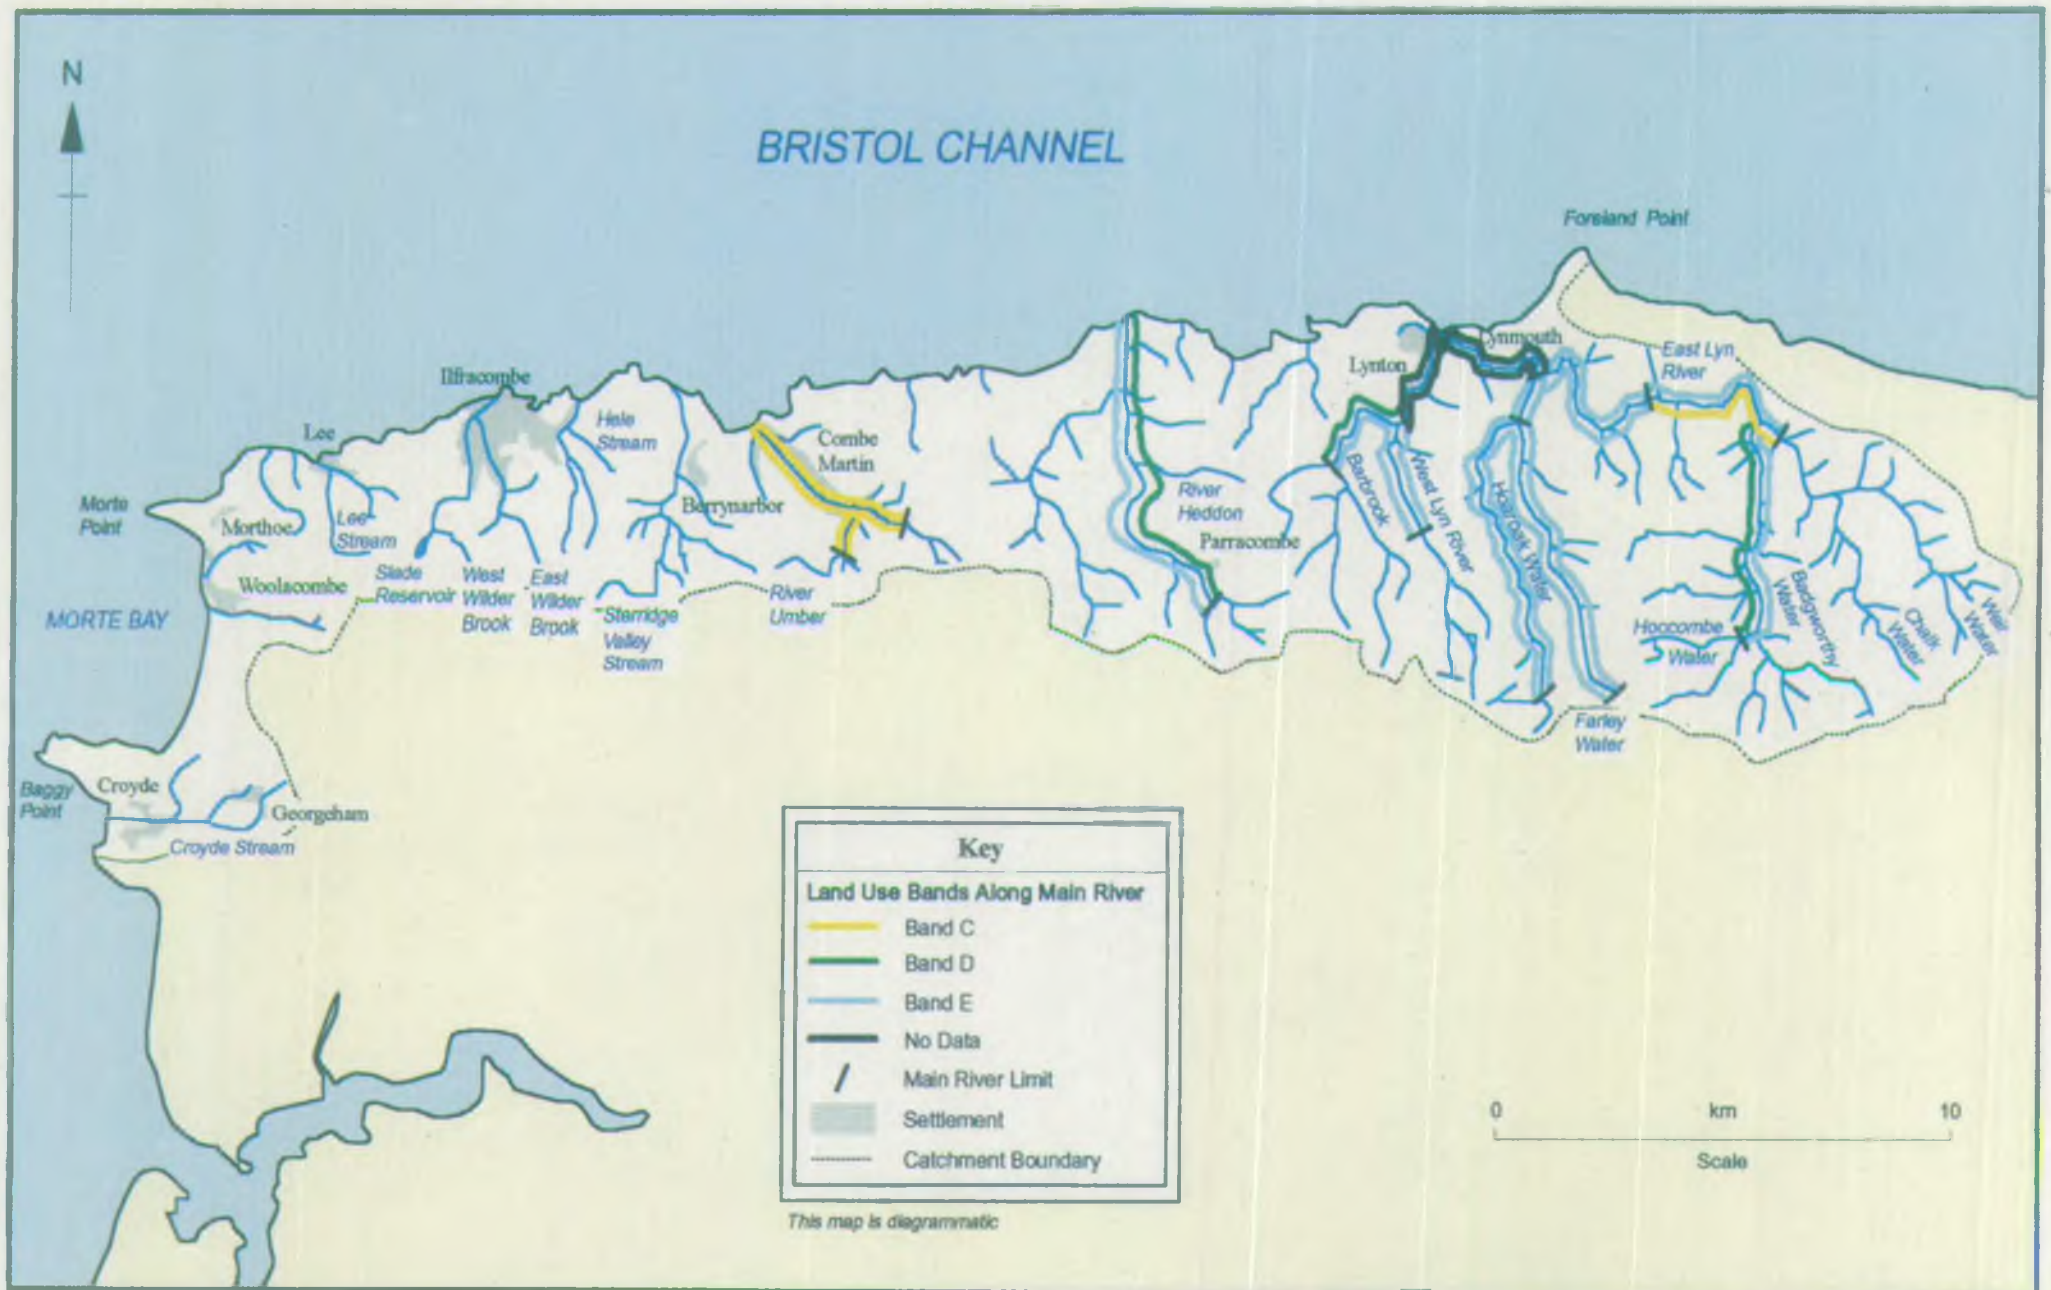 N
BRISTOL CHANNEL
Foreland Point
Lynmouth
East Lyn
River
Lynton
Ilfracombe
Hele
Stream
Lee
Combe
Martin
Morte
Point
Morthoe
Lee
Stream
Berrynarbor
River
Heddon
Parracombe
Barbrook
West Lyn River
Hoaroak Water
Woolacombe
Slade
Reservoir
West
Wilder
Brook
East
Wilder
Brook
Sterridge
Valley
Stream
River
Umber
MORTE BAY
Hoccombe
Water
Badgworthy
Water
Chalk
Water
Weir
Water
Farley
Water
Baggy
Point
Croyde
Georgeham
Croyde Stream
Key
Land Use Bands Along Main River
Band C
Band D
Band E
No Data
Main River Limit
Settlement
Catchment Boundary
This map is diagrammatic
0 km 10
Scale